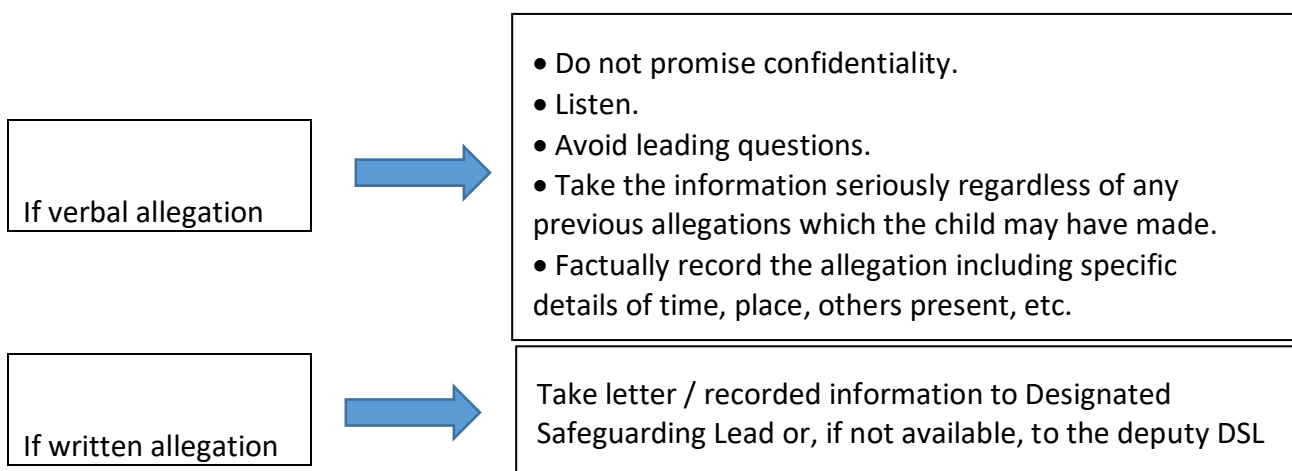 If verbal allegation
• Do not promise confidentiality.
• Listen.
• Avoid leading questions.
• Take the information seriously regardless of any
previous allegations which the child may have made.
• Factually record the allegation including specific
details of time, place, others present, etc.
If written allegation
Take letter / recorded information to Designated
Safeguarding Lead or, if not available, to the deputy DSL